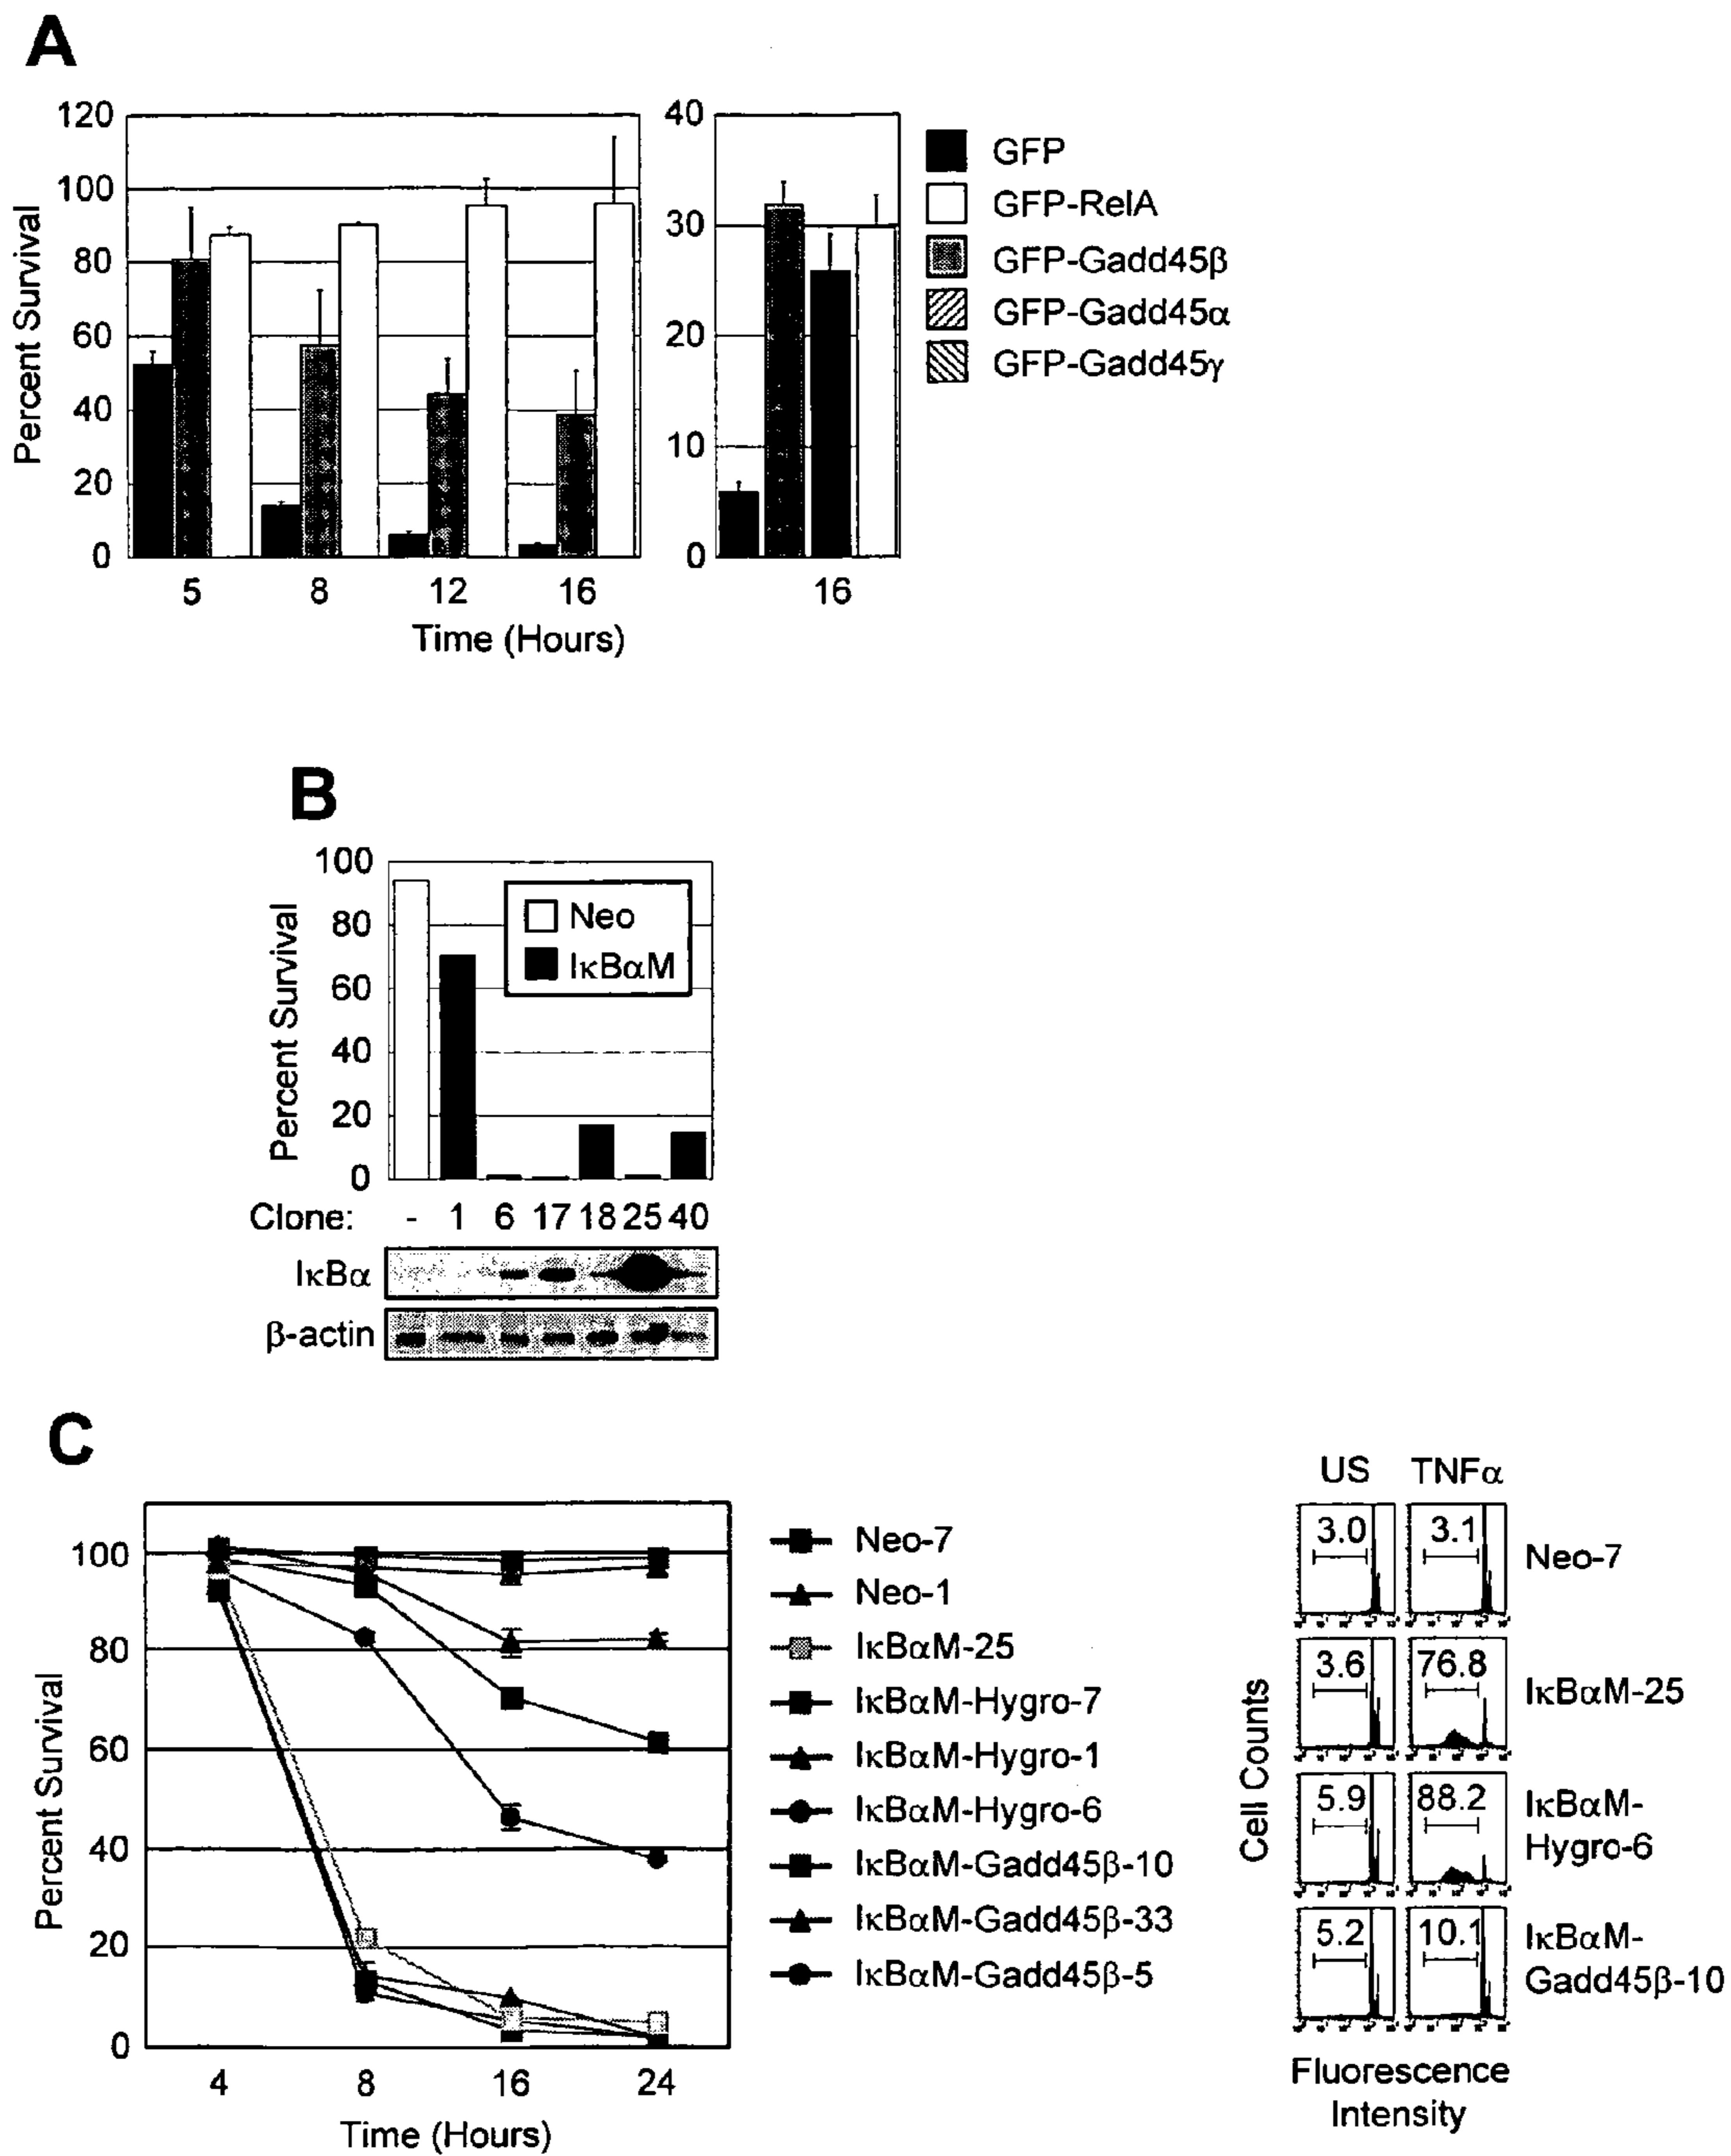 A
Percent Survival
120
100
80
60
40
20
0
5 8 12 16
Time (Hours)
40
30
20
10
0
16
GFP
GFP-RelA
GFP-Gadd45β
GFP-Gadd45α
GFP-Gadd45γ
B
Percent Survival
100
80
60
40
20
0
Neo
IκBαM
Clone: - 1 6 17 18 25 40
IκBα
β-actin
C
Percent Survival
100
80
60
40
20
0
4 8 16 24
Time (Hours)
Neo-7
Neo-1
IκBαM-25
IκBαM-Hygro-7
IκBαM-Hygro-1
IκBαM-Hygro-6
IκBαM-Gadd45β-10
IκBαM-Gadd45β-33
IκBαM-Gadd45β-5
US TNFα
Cell Counts
3.0 3.1 Neo-7
3.6 76.8 IκBαM-25
5.9 88.2 IκBαM-
Hygro-6
5.2 10.1 IκBαM-
Gadd45β-10
Fluorescence
Intensity